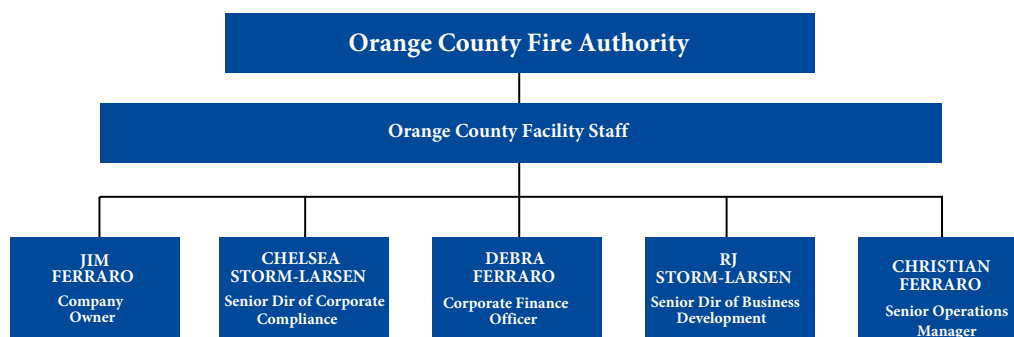 Orange County Fire Authority
Orange County Facility Staff
JIM
FERRARO
Company
Owner
CHELSEA
STORM-LARSEN
Senior Dir of Corporate
Compliance
DEBRA
FERRARO
Corporate Finance
Officer
RJ
STORM-LARSEN
Senior Dir of Business
Development
CHRISTIAN
FERRARO
Senior Operations
Manager